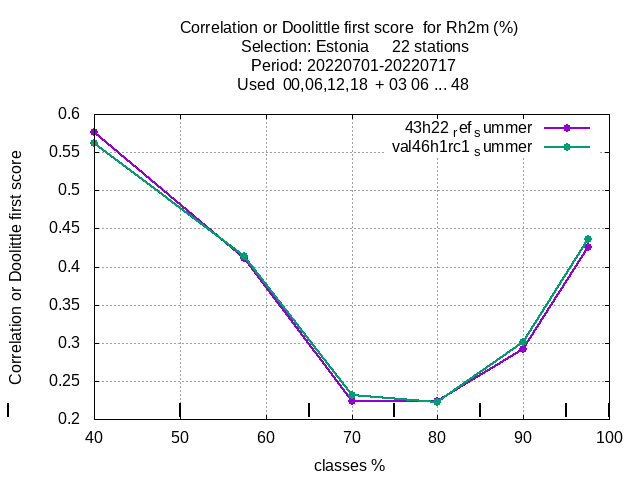 Correlation or Doolittle first score  for Rh2m (%)
Selection: Estonia     22 stations
Period: 20220701-20220717
Used  00,06,12,18  + 03 06 ... 48
43h22 ref summer
val46h1rc1 summer
Correlation or Doolittle first score
0.6
0.55
0.5
0.45
0.4
0.35
0.3
0.25
0.2
40 50 60 70 80 90 100
classes %